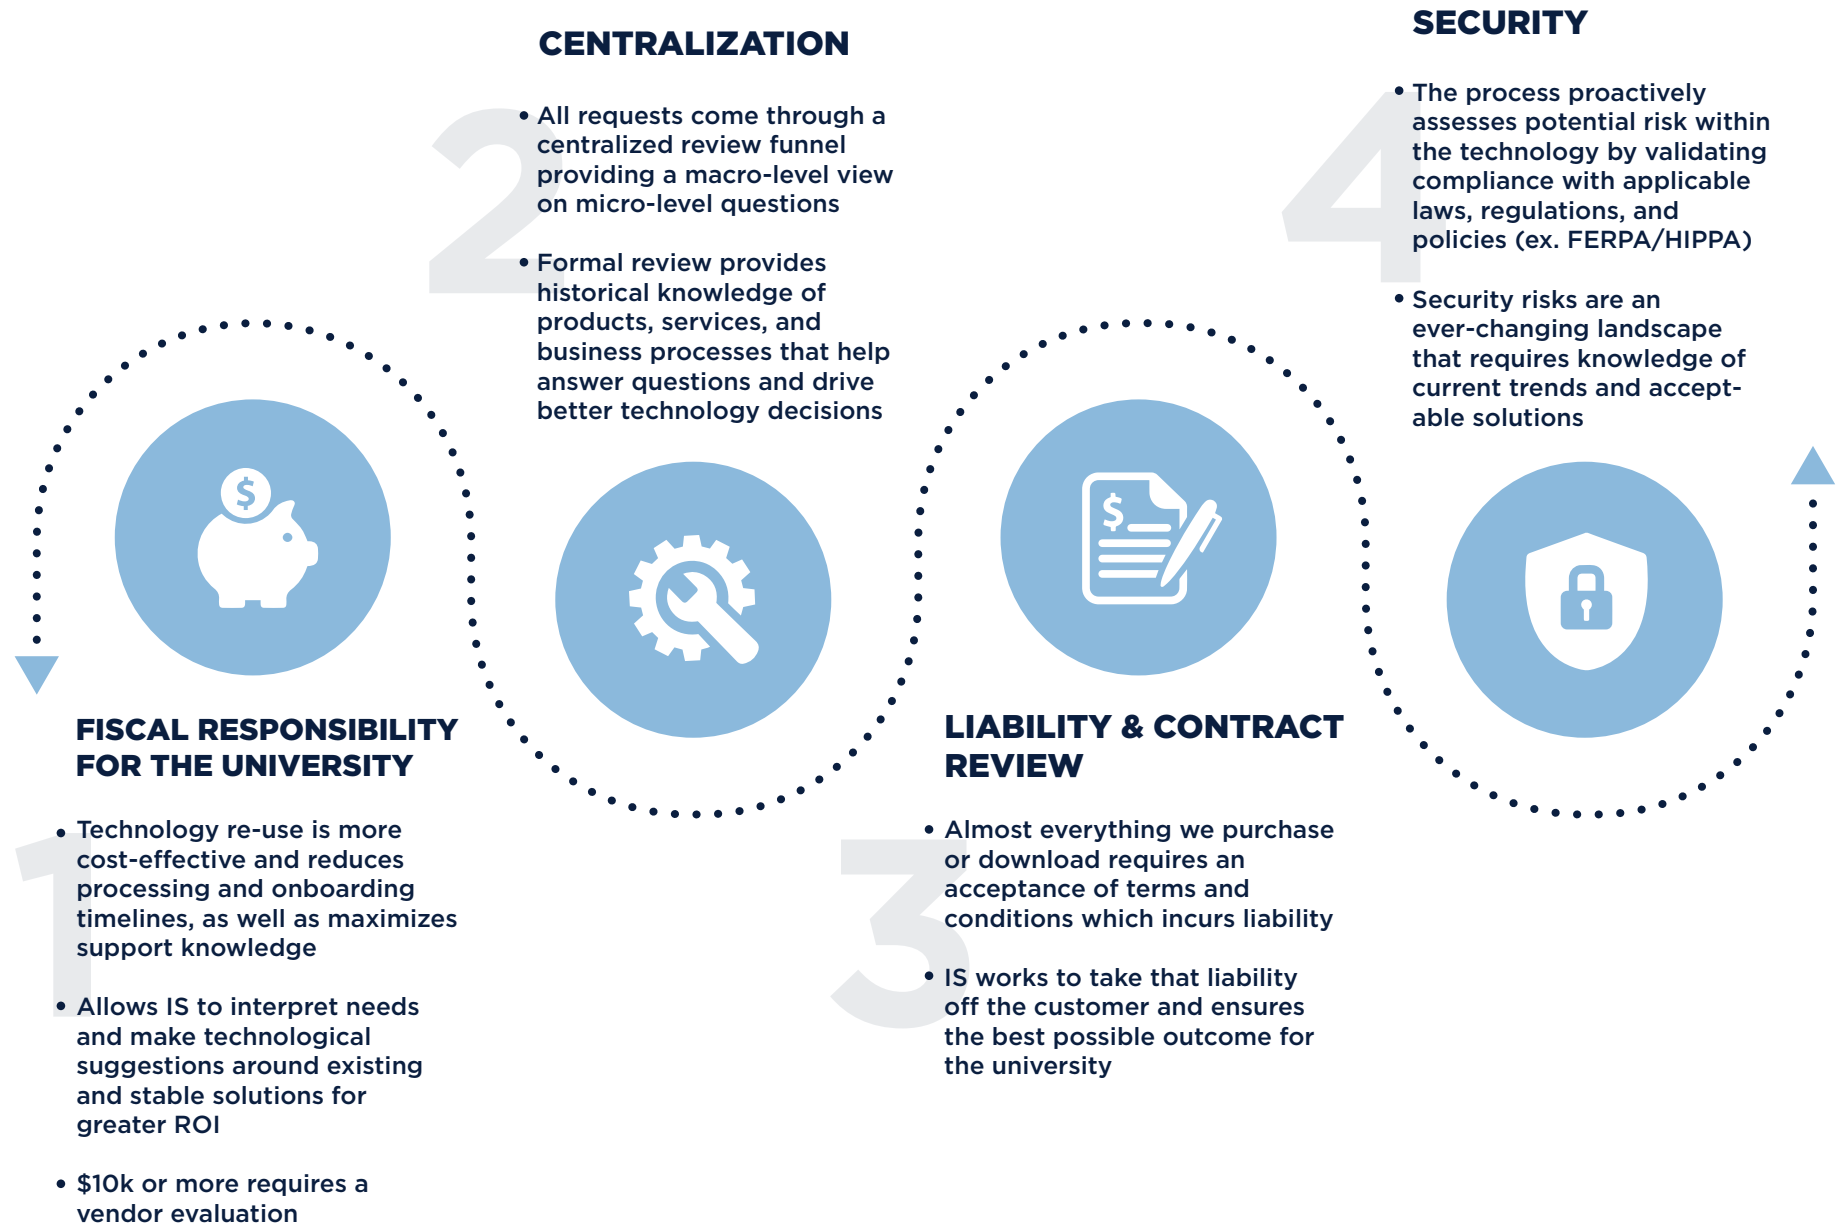 1
FISCAL RESPONSIBILITY
FOR THE UNIVERSITY
• Technology re-use is more
cost-effective and reduces
processing and onboarding
timelines, as well as maximizes
support knowledge
• Allows IS to interpret needs
and make technological
suggestions around existing
and stable solutions for
greater ROI
• $10k or more requires a
vendor evaluation
2
CENTRALIZATION
• All requests come through a
centralized review funnel
providing a macro-level view
on micro-level questions
• Formal review provides
historical knowledge of
products, services, and
business processes that help
answer questions and drive
better technology decisions
3
LIABILITY & CONTRACT
REVIEW
• Almost everything we purchase
or download requires an
acceptance of terms and
conditions which incurs liability
• IS works to take that liability
off the customer and ensures
the best possible outcome for
the university
4
SECURITY
• The process proactively
assesses potential risk within
the technology by validating
compliance with applicable
laws, regulations, and
policies (ex. FERPA/HIPPA)
• Security risks are an
ever-changing landscape
that requires knowledge of
current trends and accept-
able solutions
$
$